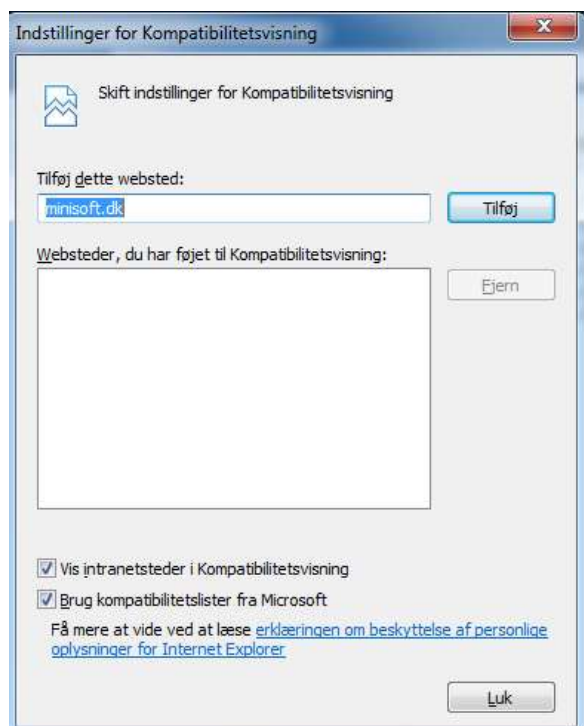 Indstillinger for Kompatibilitetsvisning
Skift indstillinger for Kompatibilitetsvisning
Tilføj dette websted:
minisoft.dk
Tilføj
Websteder, du har føjet til Kompatibilitetsvisning:
Fjern
Vis intranetsteder i Kompatibilitetsvisning
Brug kompatibilitetslister fra Microsoft
Få mere at vide ved at læse erklæringen om beskyttelse af personlige
oplysninger for Internet Explorer
Luk